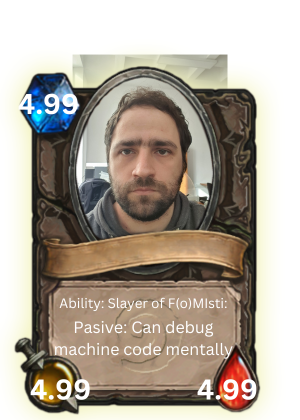 4.99
Ability: Slayer of F(o)MIsti:
Pasive: Can debug
machine code mentally
4.99 4.99